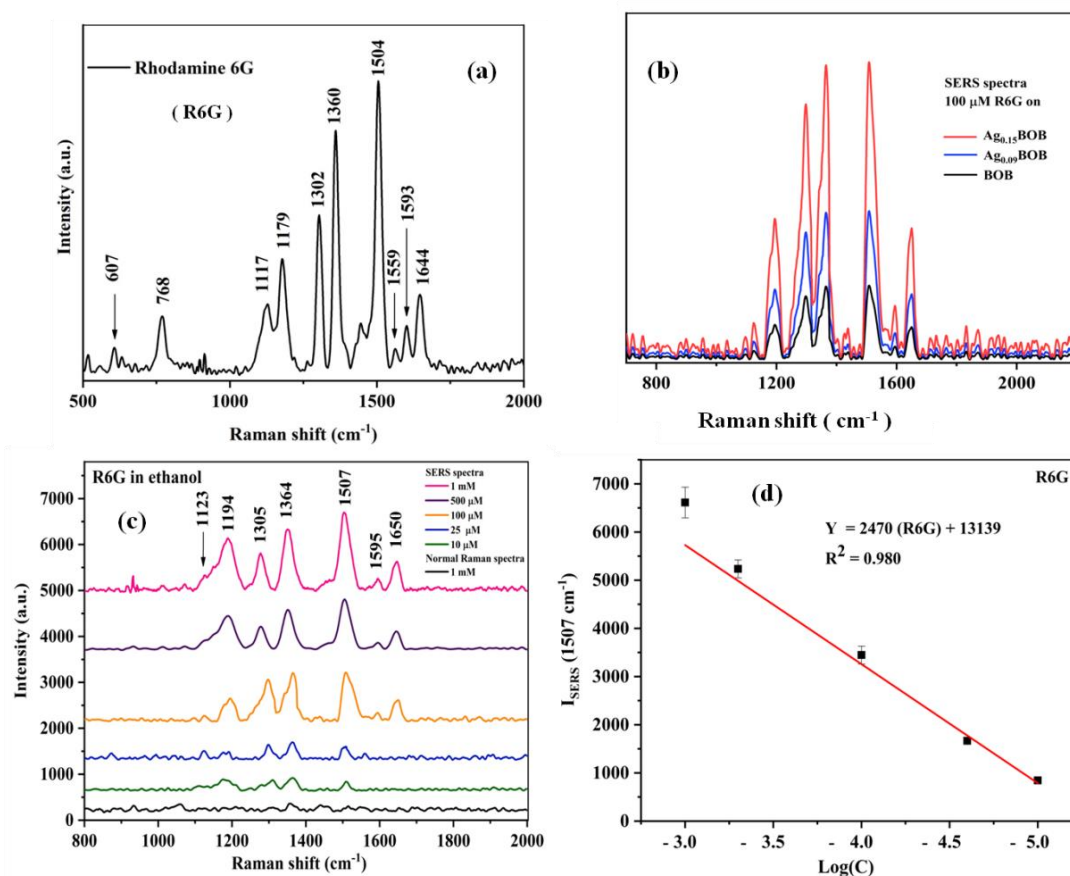 Rhodamine 6G
( R6G )
(a)
607
768
1117
1179
1302
1360
1504
1559
1593
1644
Intensity (a.u.)
500
1000
1500
2000
Raman shift (cm-1)
(b)
SERS spectra
100 μM R6G on
Ag0.15BOB
Ag0.09BOB
BOB
800
1200
1600
2000
Raman shift ( cm-1 )
R6G in ethanol
(c)
SERS spectra
1 mM
500 μM
100 μM
25 μM
10 μM
Normal Raman spectra
1 mM
1123
1194
1305
1364
1507
1595
1650
Intensity (a.u.)
7000
6000
5000
4000
3000
2000
1000
0
800
1000
1200
1400
1600
1800
2000
Raman shift (cm-1)
R6G
(d)
Y = 2470 (R6G) + 13139
R2 = 0.980
ISERS (1507 cm-1)
7000
6000
5000
4000
3000
2000
1000
0
- 3.0
- 3.5
- 4.0
- 4.5
- 5.0
Log(C)